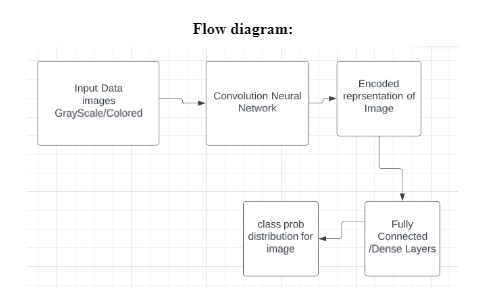 Flow diagram:
Input Data
images
GrayScale/Colored
Convolution Neural
Network
Encoded
reprsentation of
Image
Fully
Connected
/Dense Layers
class prob
distribution for
image